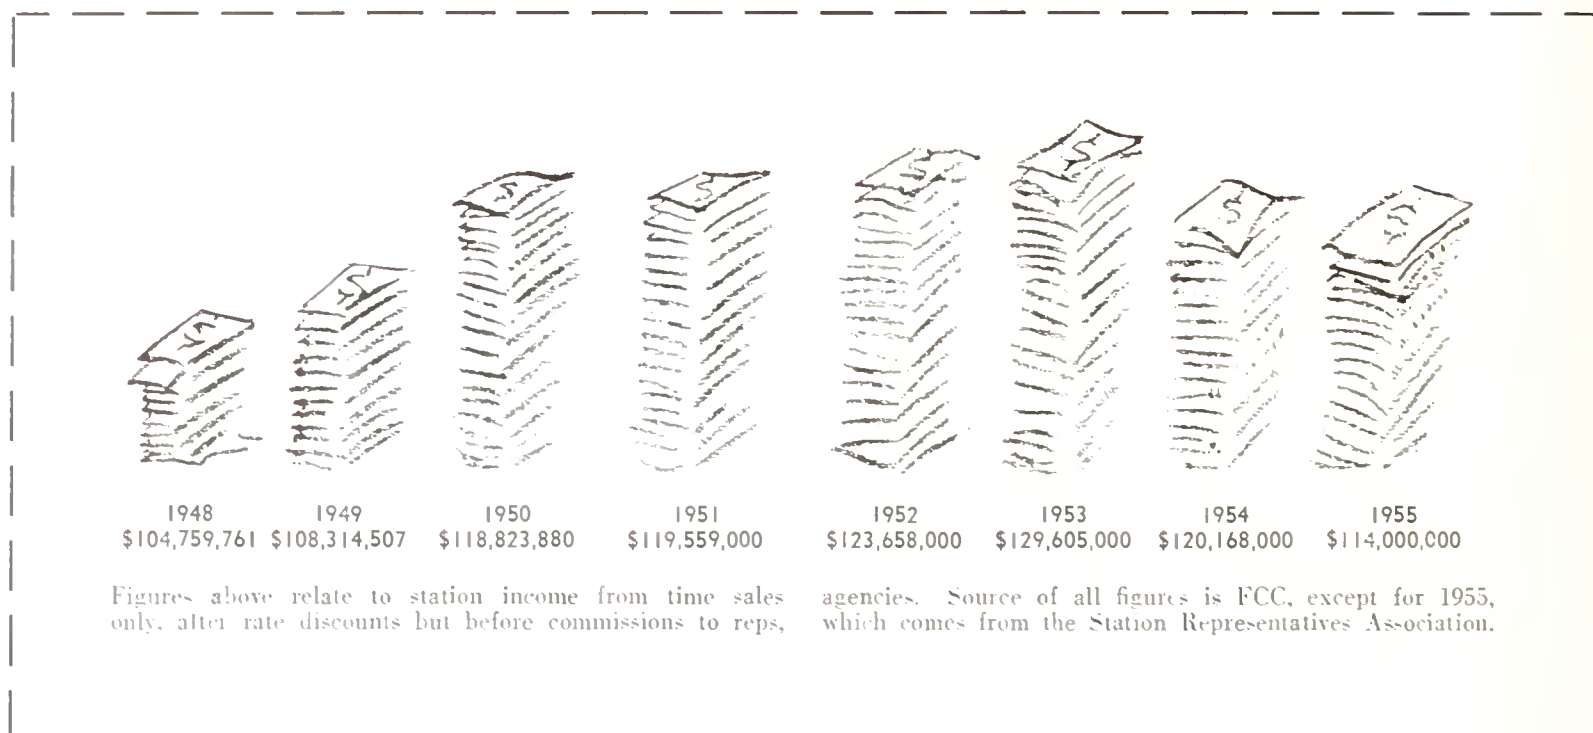 $ $ $ $ $ $ $ $
1948 1949 1950 1951 1952 1953 1954 1955
$104,759,761 $108,314,507 $118,823,880 $119,559,000 $123,658,000 $129,605,000 $120,168,000 $114,000,000
Figures above relate to station income from time sales
only, after rate discounts but before commissions to reps,
agencies. Source of all figures is FCC, except for 1955,
which comes from the Station Representatives Association.